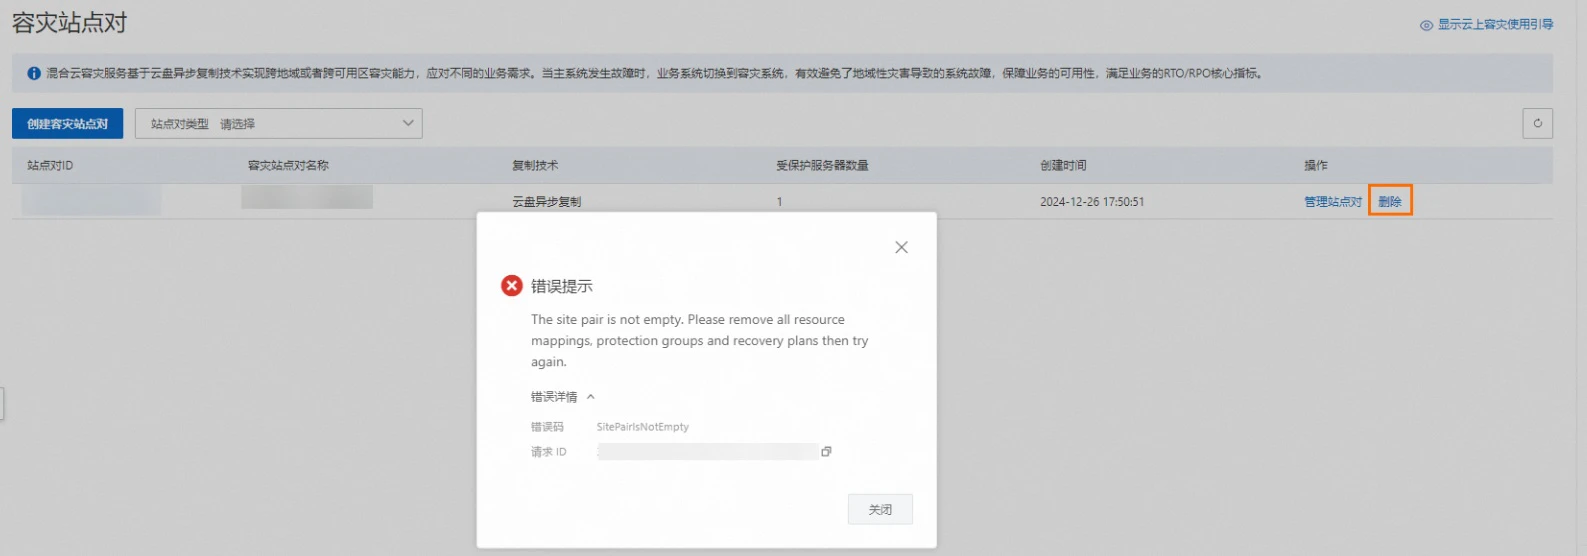 容灾站点对
显示云上容灾使用引导
混合云容灾服务基于云盘异步复制技术实现跨地域或者跨可用区容灾能力，应对不同的业务需求。当主系统发生故障时，业务系统切换到容灾系统，有效避免了地域性灾害导致的系统故障，保障业务的可用性，满足业务的RTO/RPO核心指标。
创建容灾站点对 站点对类型 请选择
站点对ID 容灾站点对名称 复制技术 受保护服务器数量 创建时间 操作
云盘异步复制 1 2024-12-26 17:50:51 管理站点对 删除
错误提示
The site pair is not empty. Please remove all resource
mappings, protection groups and recovery plans then try
again.
错误详情
错误码 SitePairIsNotEmpty
请求 ID
关闭